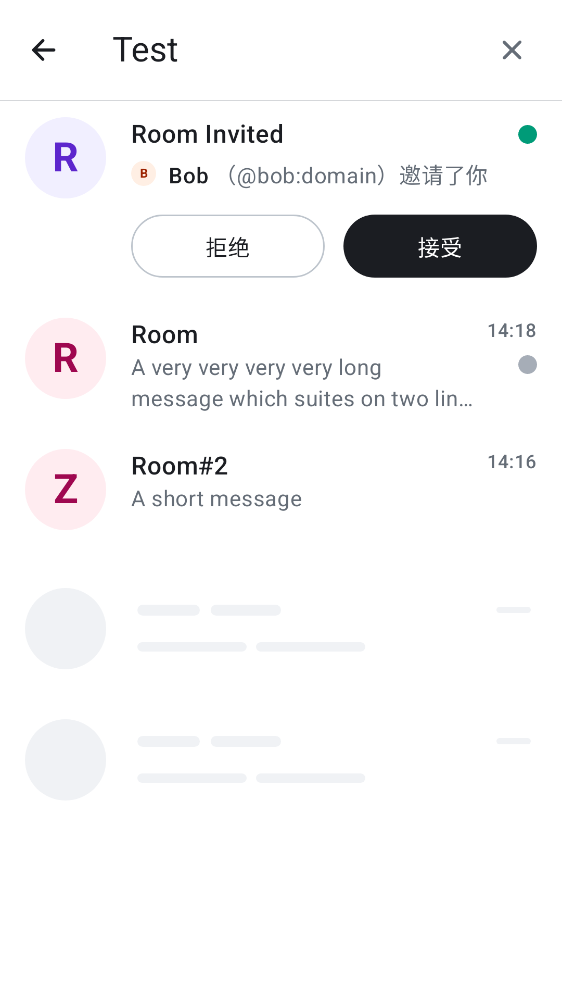 Test
R
Room Invited
B Bob （@bob:domain）邀请了你
拒绝 接受
R
Room 14:18
A very very very very long
message which suites on two lin…
Z
Room#2 14:16
A short message